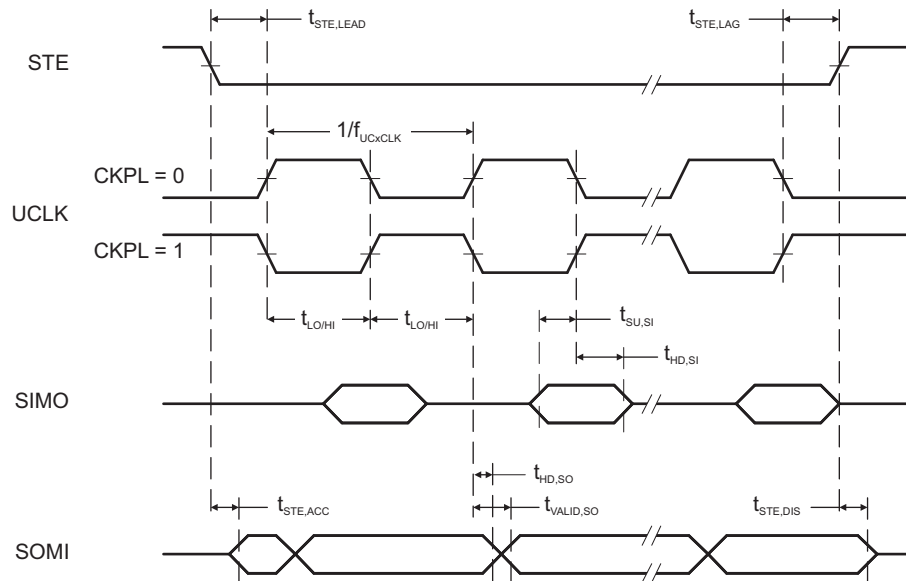 tSTE,LEAD
tSTE,LAG
STE
1/fUCxCLK
CKPL = 0
UCLK
CKPL = 1
tLO/HI tLO/HI
tSU,SI
tHD,SI
SIMO
tHD,SO
tSTE,ACC
tVALID,SO
tSTE,DIS
SOMI